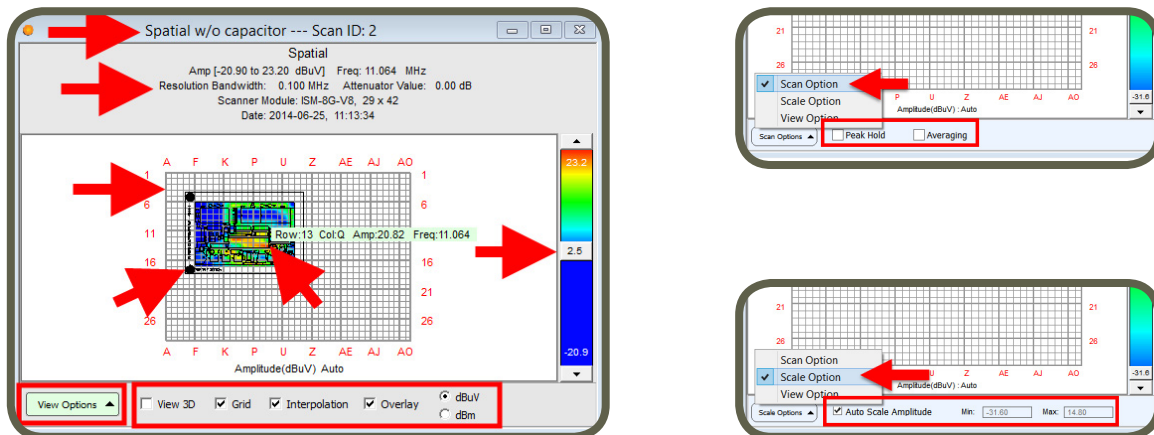 Spatial w/o capacitor --- Scan ID: 2
Spatial
Amp [-20.90 to 23.20 dBuV] Freq: 11.064 MHz
Resolution Bandwidth: 0.100 MHz Attenuator Value: 0.00 dB
Scanner Module: ISM-8G-V8, 29 x 42
Date: 2014-06-25, 11:13:34
A F K P U Z AE AJ AO
1 1
6 6
11 11
16 16
21
26 26
A F K P U Z AE AJ AO
Row:13 Col:Q Amp:20.82 Freq:11.064
Amplitude(dBuV) Auto
23.2
2.5
-20.9
View Options
View 3D Grid Interpolation Overlay dBuV
dBm
21 21
26 26
Scan Option
Scale Option
View Option
P U Z AE AJ AO
Amplitude(dBuV) : Auto
-31.6
Scan Options Peak Hold Averaging
21 21
26 26
Scan Option
Scale Option
View Option
U Z AE AJ AO
Amplitude(dBuV) : Auto
-31.6
Scale Options Auto Scale Amplitude Min: -31.60 Max: 14.80